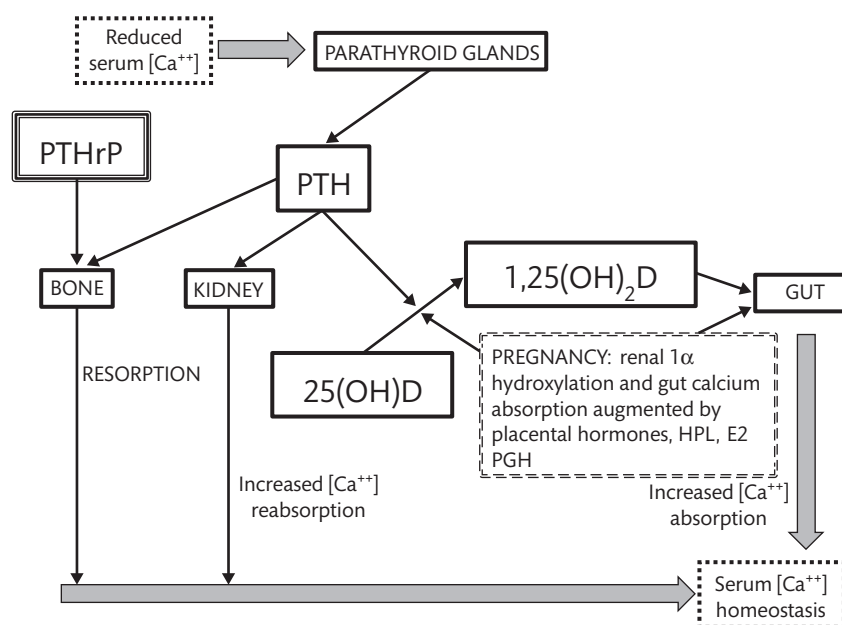 Reduced
serum [Ca⁺⁺]
PARATHYROID GLANDS
PTHrP
PTH
BONE
KIDNEY
1,25(OH)₂D
GUT
RESORPTION
25(OH)D
PREGNANCY: renal 1α
hydroxylation and gut calcium
absorption augmented by
placental hormones, HPL, E2
PGH
Increased [Ca⁺⁺]
reabsorption
Increased [Ca⁺⁺]
absorption
Serum [Ca⁺⁺]
homeostasis